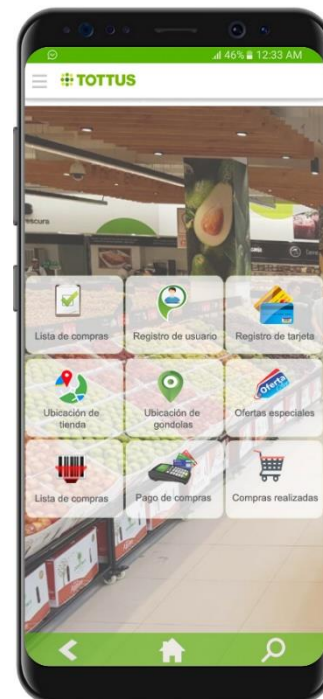 46% 12:33 AM
TOTTUS
Lista de compras
Registro de usuario
Registro de tarjeta
Ubicación de
tienda
Ubicación de
gondolas
Ofertas especiales
Oferta
Lista de compras
Pago de compras
Compras realizadas